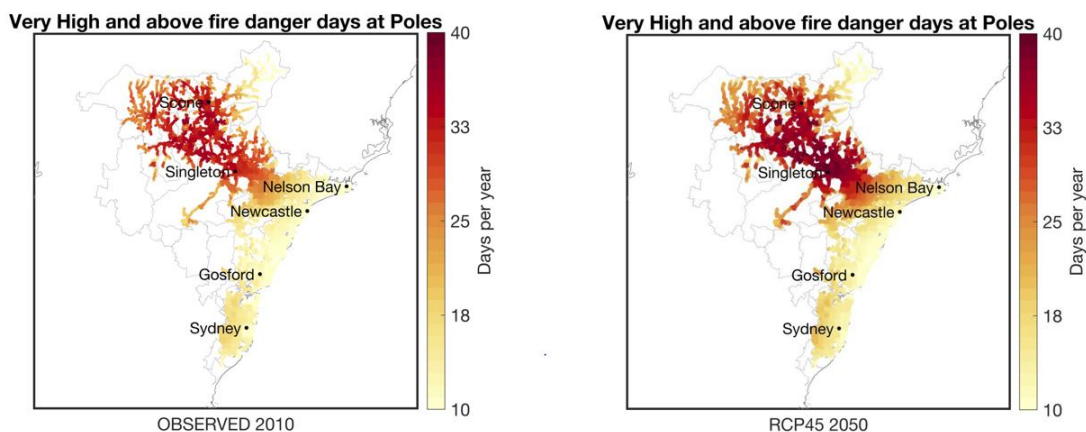 Very High and above fire danger days at Poles
40
33
25
18
10
Days per year
Scone
Singleton
Nelson Bay
Newcastle
Gosford
Sydney
OBSERVED 2010
Very High and above fire danger days at Poles
40
33
25
18
10
Days per year
Scone
Singleton
Nelson Bay
Newcastle
Gosford
Sydney
RCP45 2050